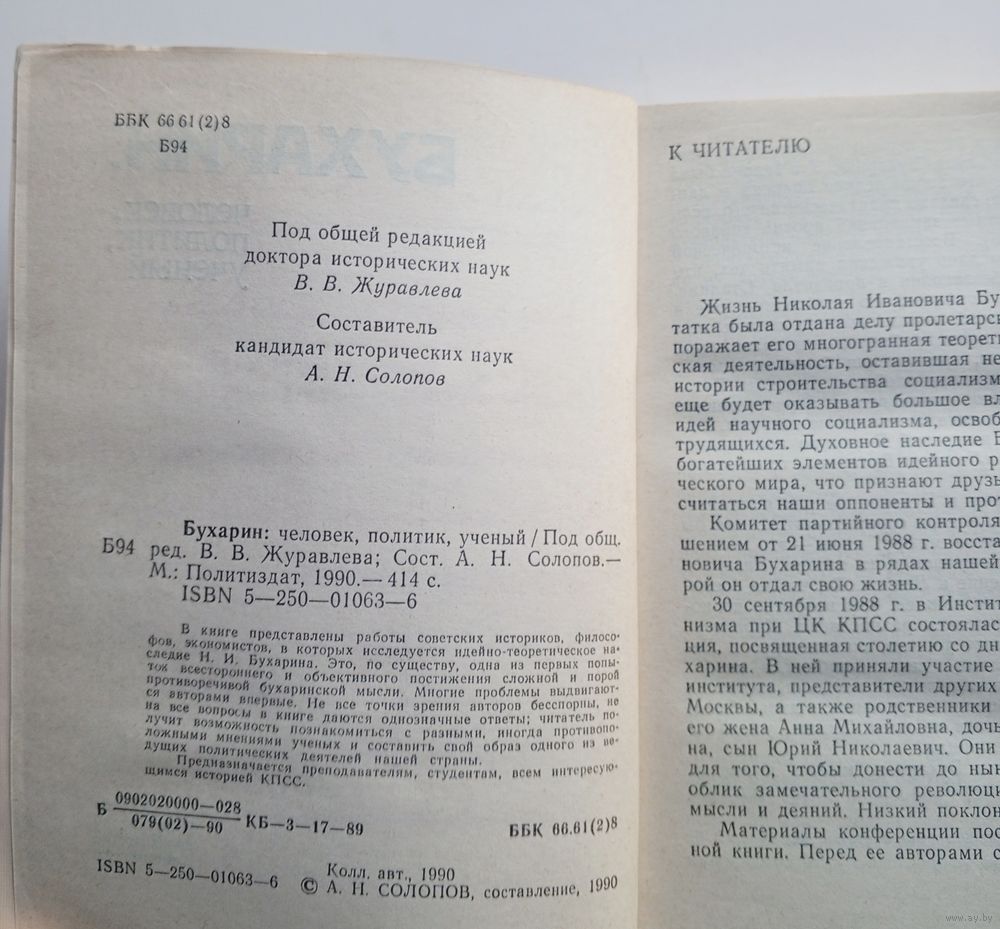 ББК 66 61(2)8
Б94
Под общей редакцией
доктора исторических наук
В. В. Журавлева
Составитель
кандидат исторических наук
А. Н. Солопов
Бухарин: человек, политик, ученый / Под общ.
Б94 ред. В. В. Журавлева; Сост. А. Н. Солопов.—
М.: Политиздат, 1990.— 414 с.
ISBN 5—250—01063—6
В книге представлены работы советских историков, филосо-
фов, экономистов, в которых исследуется идейно-теоретическое на-
следие Н. И. Бухарина. Это, по существу, одна из первых попы-
ток всестороннего и объективного постижения сложной и порой
противоречивой бухаринской мысли. Многие проблемы выдвигают-
ся авторами впервые. Не все точки зрения авторов бесспорны, не
на все вопросы в книге даются однозначные ответы; читатель по-
лучит возможность познакомиться с разными, иногда противопо-
ложными мнениями ученых и составить свой образ одного из ве-
дущих политических деятелей нашей страны.
Предназначается преподавателям, студентам, всем интересую-
щимся историей КПСС.
Б 0902020000—028
079(02)—90 КБ—3—17—89
ББК 66.61(2)8
ISBN 5—250—01063—6
Колл. авт., 1990
© А. Н. СОЛОПОВ, составление, 1990
К ЧИТАТЕЛЮ
Жизнь Николая Ивановича Бу
татка была отдана делу пролетарс
поражает его многогранная теорети
ская деятельность, оставившая не
истории строительства социализм
еще будет оказывать большое вл
идей научного социализма, освоб
трудящихся. Духовное наследие Б
богатейших элементов идейного р
ческого мира, что признают друзь
считаться наши оппоненты и прот
Комитет партийного контроля
шением от 21 июня 1988 г. восста
новича Бухарина в рядах нашей
рой он отдал свою жизнь.
30 сентября 1988 г. в Инстит
низма при ЦК КПСС состоялас
ция, посвященная столетию со дн
харина. В ней приняли участие
института, представители других
Москвы, а также родственники
его жена Анна Михайловна, дочь
на, сын Юрий Николаевич. Они
для того, чтобы донести до нын
облик замечательного революци
мысли и деяний. Низкий поклон
Материалы конференции пос
ной книги. Перед ее авторами с
www.ay.by